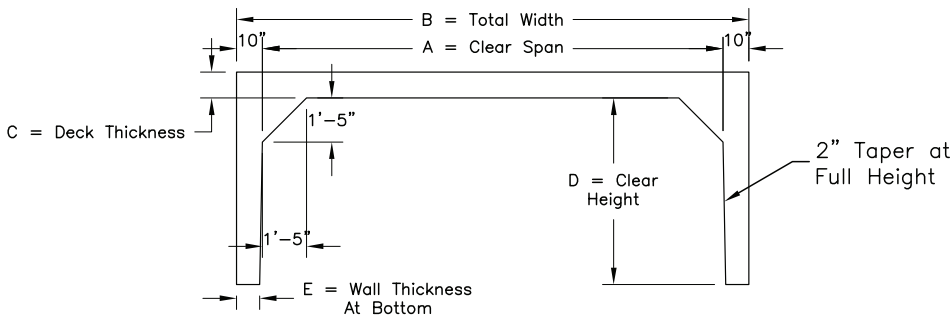 B = Total Width
10"
A = Clear Span
10"
C = Deck Thickness
1'-5"
2" Taper at
Full Height
D = Clear
Height
1'-5"
E = Wall Thickness
At Bottom